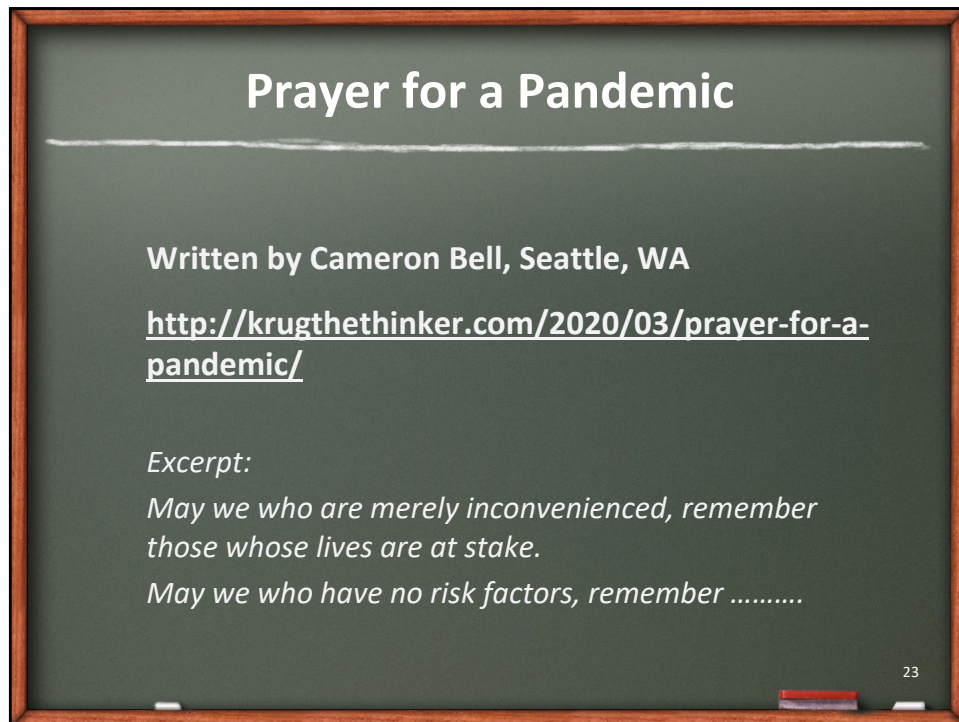 Prayer for a Pandemic
Written by Cameron Bell, Seattle, WA
http://krugthethinker.com/2020/03/prayer-for-a-
pandemic/
Excerpt:
May we who are merely inconvenienced, remember
those whose lives are at stake.
May we who have no risk factors, remember ……….
23